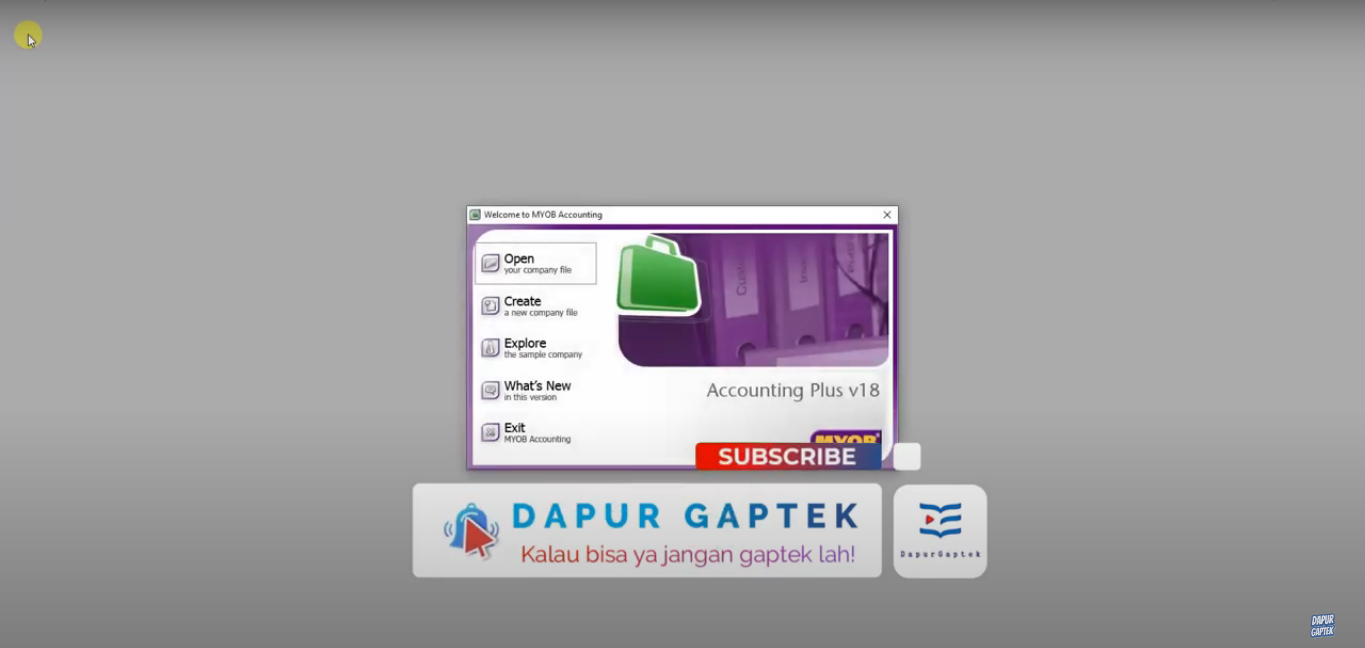 Welcome to MYOB Accounting
Open
your company file
Create
a new company file
Explore
the sample company
What's New
in this version
Exit
MYOB Accounting
Accounting Plus v18
MYOB
SUBSCRIBE
DAPUR GAPTEK
Kalau bisa ya jangan gaptek lah!
DapurGaptek
DAPUR
GAPTEK